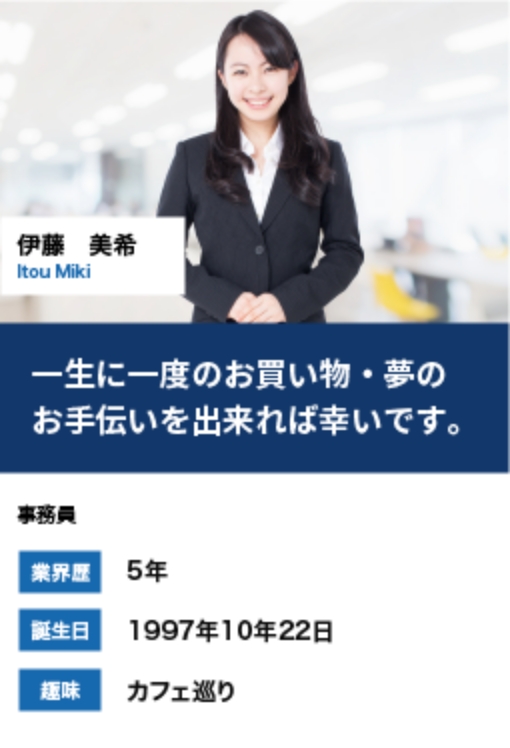 伊藤　美希
Itou Miki
一生に一度のお買い物・夢の
お手伝いを出来れば幸いです。
事務員
業界歴 5年
誕生日 1997年10年22日
趣味 カフェ巡り